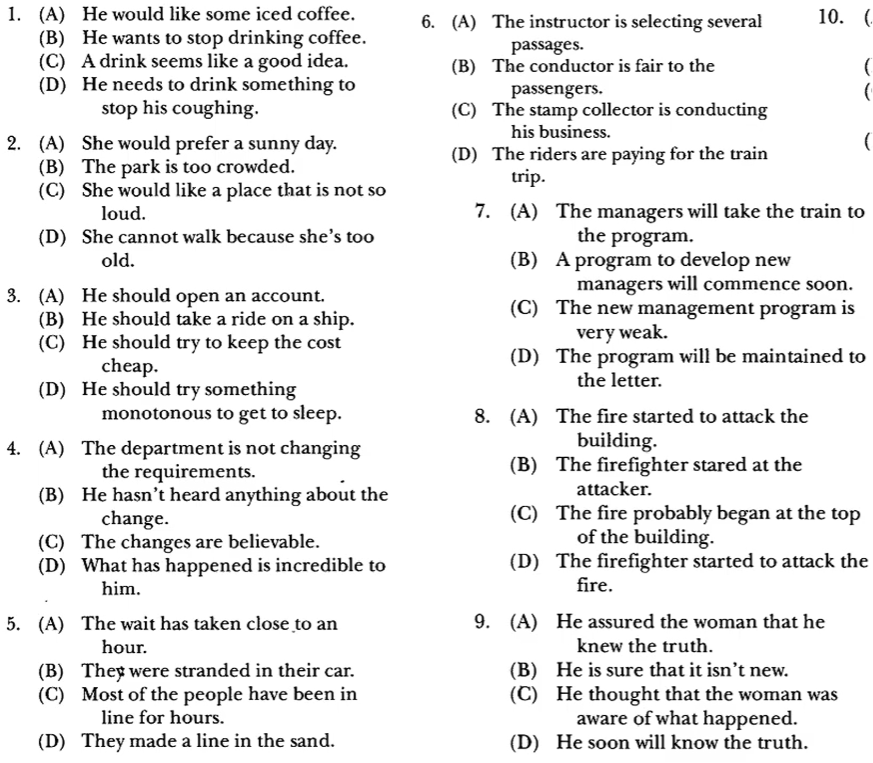 1. (A) He would like some iced coffee.
(B) He wants to stop drinking coffee.
(C) A drink seems like a good idea.
(D) He needs to drink something to
stop his coughing.
2. (A) She would prefer a sunny day.
(B) The park is too crowded.
(C) She would like a place that is not so
loud.
(D) She cannot walk because she's too
old.
3. (A) He should open an account.
(B) He should take a ride on a ship.
(C) He should try to keep the cost
cheap.
(D) He should try something
monotonous to get to sleep.
4. (A) The department is not changing
the requirements.
(B) He hasn't heard anything about the
change.
(C) The changes are believable.
(D) What has happened is incredible to
him.
5. (A) The wait has taken close to an
hour.
(B) They were stranded in their car.
(C) Most of the people have been in
line for hours.
(D) They made a line in the sand.
6. (A) The instructor is selecting several
passages.
(B) The conductor is fair to the
passengers.
(C) The stamp collector is conducting
his business.
(D) The riders are paying for the train
trip.
7. (A) The managers will take the train to
the program.
(B) A program to develop new
managers will commence soon.
(C) The new management program is
very weak.
(D) The program will be maintained to
the letter.
8. (A) The fire started to attack the
building.
(B) The firefighter stared at the
attacker.
(C) The fire probably began at the top
of the building.
(D) The firefighter started to attack the
fire.
9. (A) He assured the woman that he
knew the truth.
(B) He is sure that it isn't new.
(C) He thought that the woman was
aware of what happened.
(D) He soon will know the truth.
10.